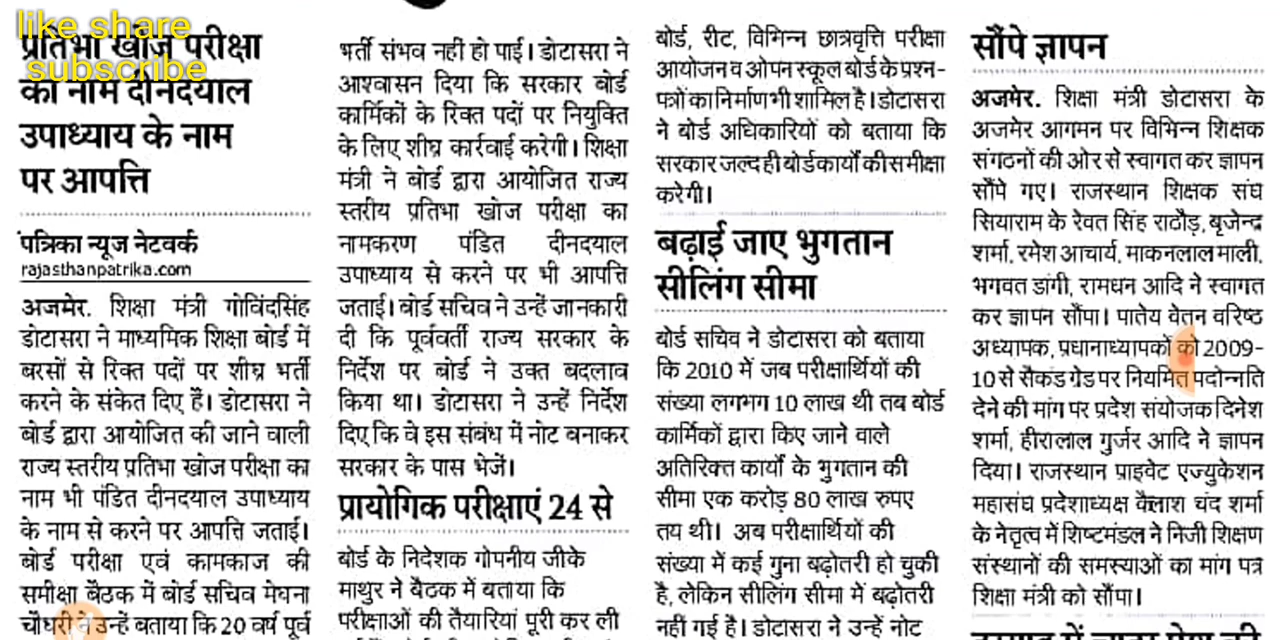 like share
subscribe
प्रतिभा खोज परीक्षा
का नाम दीनदयाल
उपाध्याय के नाम
पर आपत्ति
पत्रिका न्यूज नेटवर्क
rajasthanpatrika.com
अजमेर. शिक्षा मंत्री गोविंदसिंह
डोटासरा ने माध्यमिक शिक्षा बोर्ड में
बरसों से रिक्त पदों पर शीघ्र भर्ती
करने के संकेत दिए हैं। डोटासरा ने
बोर्ड द्वारा आयोजित की जाने वाली
राज्य स्तरीय प्रतिभा खोज परीक्षा का
नाम भी पंडित दीनदयाल उपाध्याय
के नाम से करने पर आपत्ति जताई।
बोर्ड परीक्षा एवं कामकाज की
समीक्षा बैठक में बोर्ड सचिव मेघना
चौधरी ने उन्हें बताया कि 20 वर्ष पूर्व
भर्ती संभव नहीं हो पाई। डोटासरा ने
आश्वासन दिया कि सरकार बोर्ड
कार्मिकों के रिक्त पदों पर नियुक्ति
के लिए शीघ्र कार्रवाई करेगी। शिक्षा
मंत्री ने बोर्ड द्वारा आयोजित राज्य
स्तरीय प्रतिभा खोज परीक्षा का
नामकरण पंडित दीनदयाल
उपाध्याय से करने पर भी आपत्ति
जताई। बोर्ड सचिव ने उन्हें जानकारी
दी कि पूर्ववर्ती राज्य सरकार के
निर्देश पर बोर्ड ने उक्त बदलाव
किया था। डोटासरा ने उन्हें निर्देश
दिए कि वे इस संबंध में नोट बनाकर
सरकार के पास भेजें।
प्रायोगिक परीक्षाएं 24 से
बोर्ड के निदेशक गोपनीय जीके
माथुर ने बैठक में बताया कि
परीक्षाओं की तैयारियां पूरी कर ली
बोर्ड, रीट, विभिन्न छात्रवृत्ति परीक्षा
आयोजन व ओपन स्कूल बोर्ड के प्रश्न-
पत्रों का निर्माण भी शामिल है। डोटासरा
ने बोर्ड अधिकारियों को बताया कि
सरकार जल्द ही बोर्ड कार्यों की समीक्षा
करेगी।
बढ़ाई जाए भुगतान
सीलिंग सीमा
बोर्ड सचिव ने डोटासरा को बताया
कि 2010 में जब परीक्षार्थियों की
संख्या लगभग 10 लाख थी तब बोर्ड
कार्मिकों द्वारा किए जाने वाले
अतिरिक्त कार्यों के भुगतान की
सीमा एक करोड़ 80 लाख रुपए
तय थी। अब परीक्षार्थियों की
संख्या में कई गुना बढ़ोतरी हो चुकी
है, लेकिन सीलिंग सीमा में बढ़ोतरी
नहीं गई है। डोटासरा ने उन्हें नोट
सौंपे ज्ञापन
अजमेर. शिक्षा मंत्री डोटासरा के
अजमेर आगमन पर विभिन्न शिक्षक
संगठनों की ओर से स्वागत कर ज्ञापन
सौंपे गए। राजस्थान शिक्षक संघ
सियाराम के रेवत सिंह राठौड़, बृजेन्द्र
शर्मा, रमेश आचार्य, माकनलाल माली,
भगवत डांगी, रामधन आदि ने स्वागत
कर ज्ञापन सौंपा। पातेय वेतन वरिष्ठ
अध्यापक, प्रधानाध्यापकों को 2009-
10 से सैकंड ग्रेड पर नियमित पदोन्नति
देने की मांग पर प्रदेश संयोजक दिनेश
शर्मा, हीरालाल गुर्जर आदि ने ज्ञापन
दिया। राजस्थान प्राइवेट एज्युकेशन
महासंघ प्रदेशाध्यक्ष कैलाश चंद शर्मा
के नेतृत्व में शिष्टमंडल ने निजी शिक्षण
संस्थानों की समस्याओं का मांग पत्र
शिक्षा मंत्री को सौंपा।